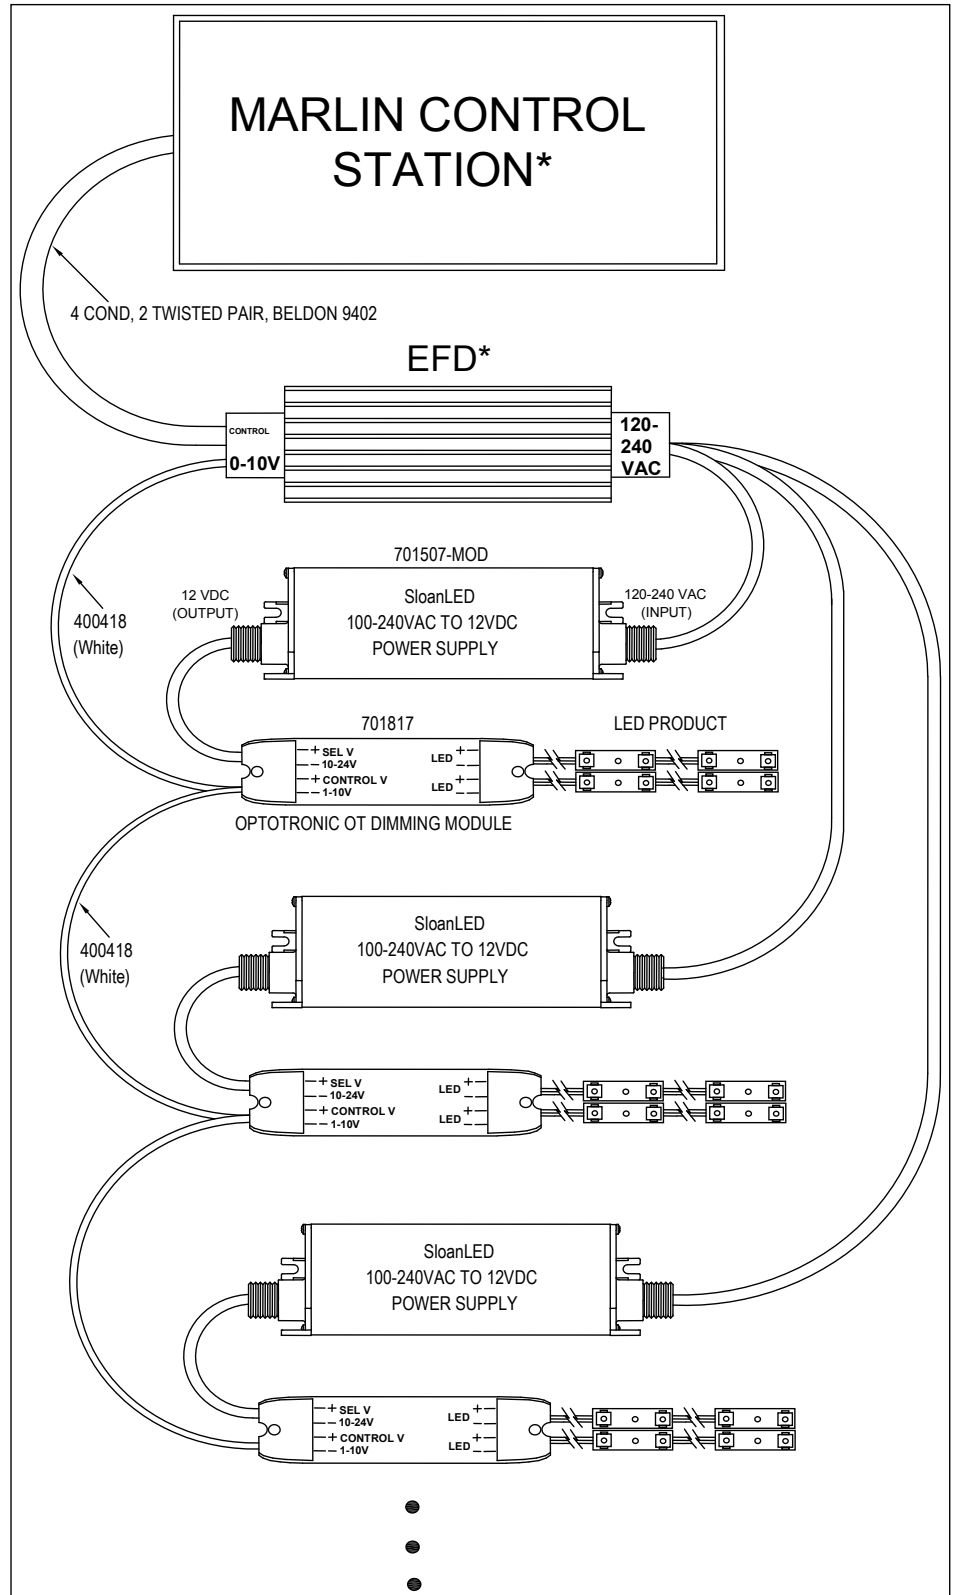 MARLIN CONTROL
STATION*
4 COND, 2 TWISTED PAIR, BELDON 9402
EFD*
CONTROL
0-10V
120-
240
VAC
701507-MOD
12 VDC
(OUTPUT)
SloanLED
100-240VAC TO 12VDC
POWER SUPPLY
120-240 VAC
(INPUT)
400418
(White)
701817
LED PRODUCT
+ SEL V
- 10-24V
+ CONTROL V
- 1-10V
LED + -
LED + -
OPTOTRONIC OT DIMMING MODULE
400418
(White)
SloanLED
100-240VAC TO 12VDC
POWER SUPPLY
+ SEL V
- 10-24V
+ CONTROL V
- 1-10V
LED + -
LED + -
SloanLED
100-240VAC TO 12VDC
POWER SUPPLY
+ SEL V
- 10-24V
+ CONTROL V
- 1-10V
LED + -
LED + -